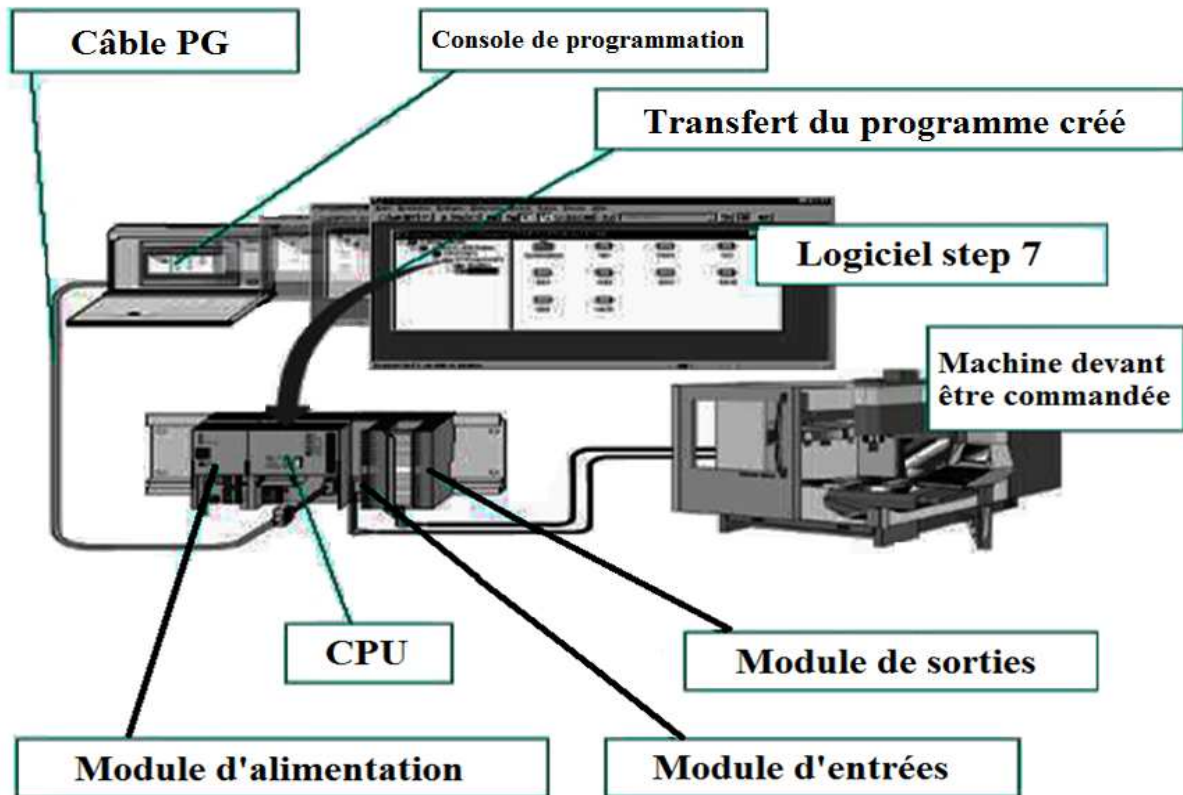 Câble PG
Console de programmation
Transfert du programme créé
Logiciel step 7
Machine devant
être commandée
CPU
Module de sorties
Module d'alimentation
Module d'entrées